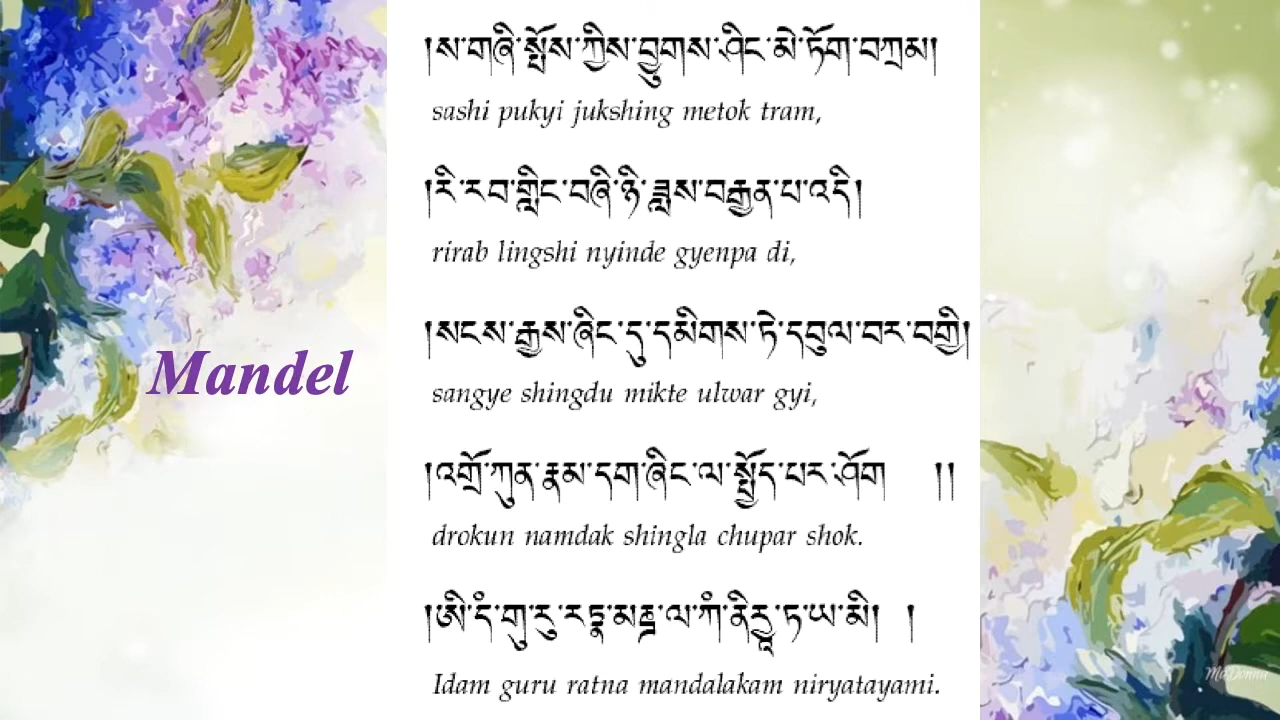 Mandel
།ས་གཞི་སྤོས་ཀྱིས་བྱུགས་ཤིང་མེ་ཏོག་བཀྲམ།
sashi pukyi jukshing metok tram,
།རི་རབ་གླིང་བཞི་ཉི་ཟླས་བརྒྱན་པ་འདི།
rirab lingshi nyinde gyenpa di,
།སངས་རྒྱས་ཞིང་དུ་དམིགས་ཏེ་དབུལ་བར་བགྱི།
sangye shingdu mikte ulwar gyi,
།འགྲོ་ཀུན་རྣམ་དག་ཞིང་ལ་སྤྱོད་པར་ཤོག །།
drokun namdak shingla chupar shok.
།ཨི་དཾ་གུ་རུ་རཏྣ་མཎྜ་ལ་ཀཾ་ནིརྱཱ་ཏ་ཡ་མི། །
Idam guru ratna mandalakam niryatayami.
MaDonna